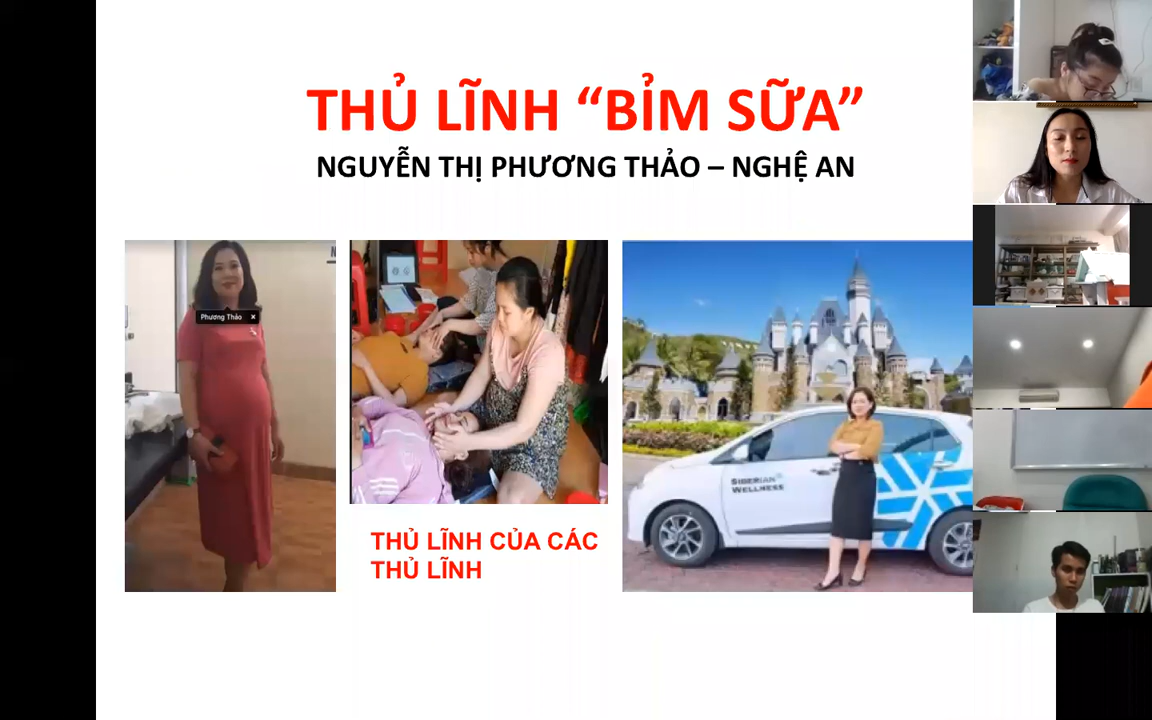 THỦ LĨNH “BỈM SỮA”
NGUYỄN THỊ PHƯƠNG THẢO – NGHỆ AN
N
Phương Thảo ×
SIBERIAN
WELLNESS
THỦ LĨNH CỦA CÁC
THỦ LĨNH